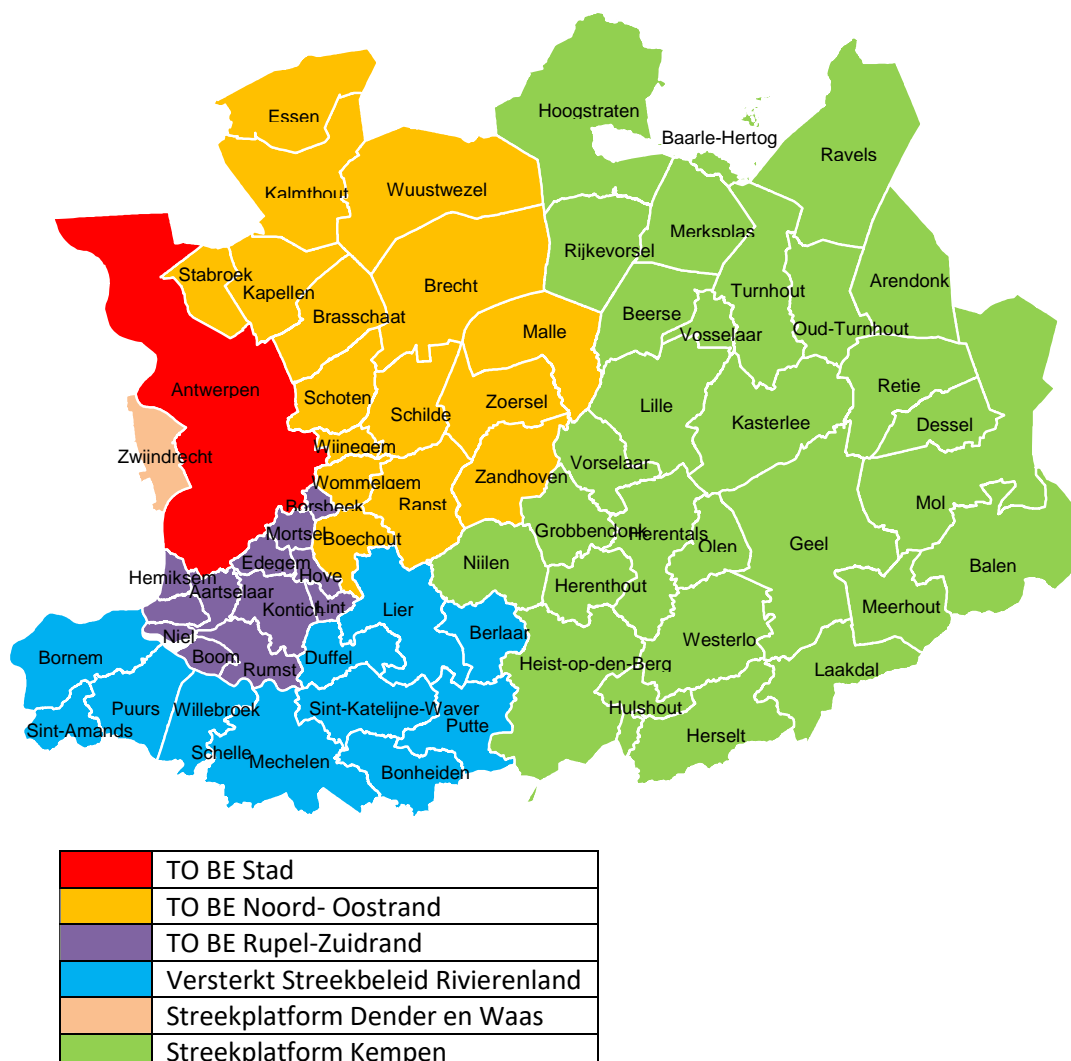 Essen
Hoogstraten
Baarle-Hertog
Ravels
Kalmthout
Wuustwezel
Merksplas
Rijkevorsel
Stabroek
Kapellen
Brecht
Arendonk
Turnhout
Brasschaat
Beerse
Vosselaar
Oud-Turnhout
Malle
Antwerpen
Schoten
Schilde
Zoersel
Lille
Kasterlee
Retie
Dessel
Wijnegem
Zwijndrecht
Vorselaar
Wommelgem
Zandhoven
Borsbeek
Ranst
Mol
Mortsel
Boechout
Grobbendonk
Herentals
Olen
Geel
Edegem
Hove
Nijlen
Balen
Hemiksem
Aartselaar
Herenthout
Kontich
Lint
Lier
Meerhout
Niel
Berlaar
Westerlo
Bornem
Boom
Rumst
Duffel
Heist-op-den-Berg
Laakdal
Puurs
Willebroek
Sint-Katelijne-Waver
Hulshout
Sint-Amands
Putte
Herselt
Schelle
Mechelen
Bonheiden
TO BE Stad
TO BE Noord- Oostrand
TO BE Rupel-Zuidrand
Versterkt Streekbeleid Rivierenland
Streekplatform Dender en Waas
Streekplatform Kempen